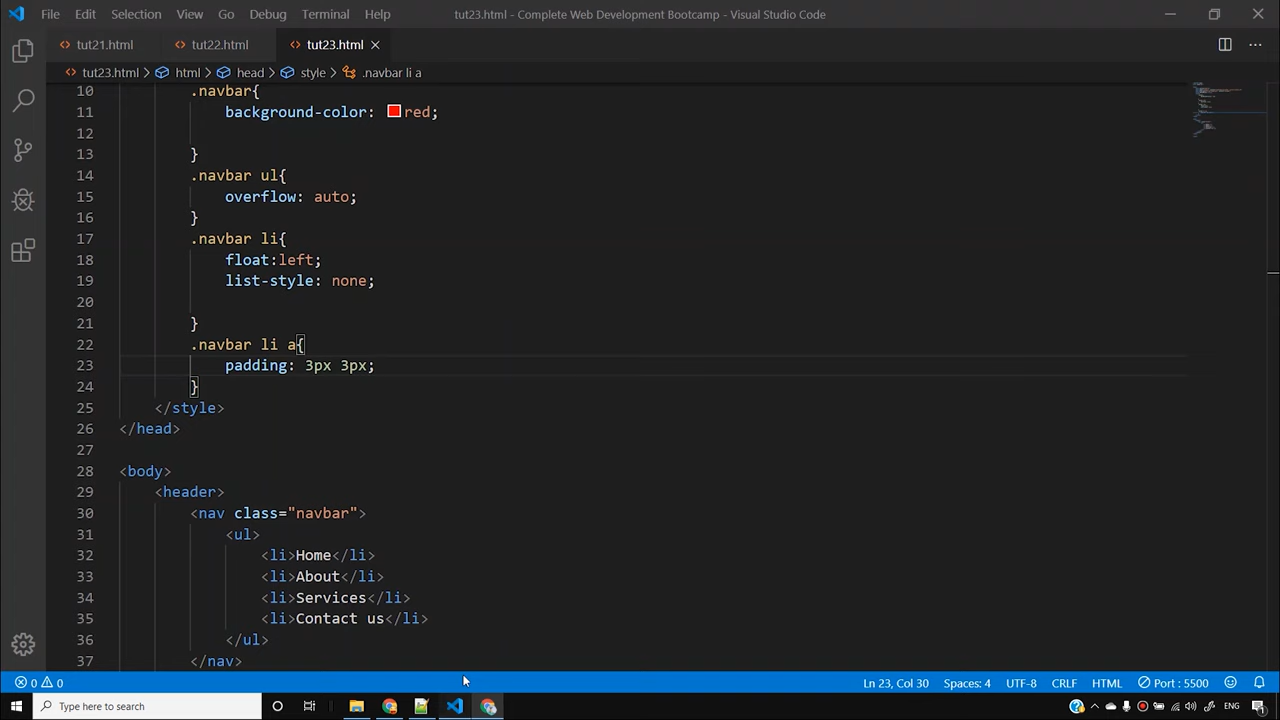 File Edit Selection View Go Debug Terminal Help tut23.html - Complete Web Development Bootcamp - Visual Studio Code
tut21.html tut22.html tut23.html
tut23.html > html > head > style > .navbar li a
10 .navbar{
11 background-color: red;
12
13 }
14 .navbar ul{
15 overflow: auto;
16 }
17 .navbar li{
18 float:left;
19 list-style: none;
20
21 }
22 .navbar li a{
23 padding: 3px 3px;
24 }
25 </style>
26 </head>
27
28 <body>
29 <header>
30 <nav class="navbar">
31 <ul>
32 <li>Home</li>
33 <li>About</li>
34 <li>Services</li>
35 <li>Contact us</li>
36 </ul>
37 </nav>
0 0 Ln 23, Col 30 Spaces: 4 UTF-8 CRLF HTML Port : 5500
Type here to search ENG